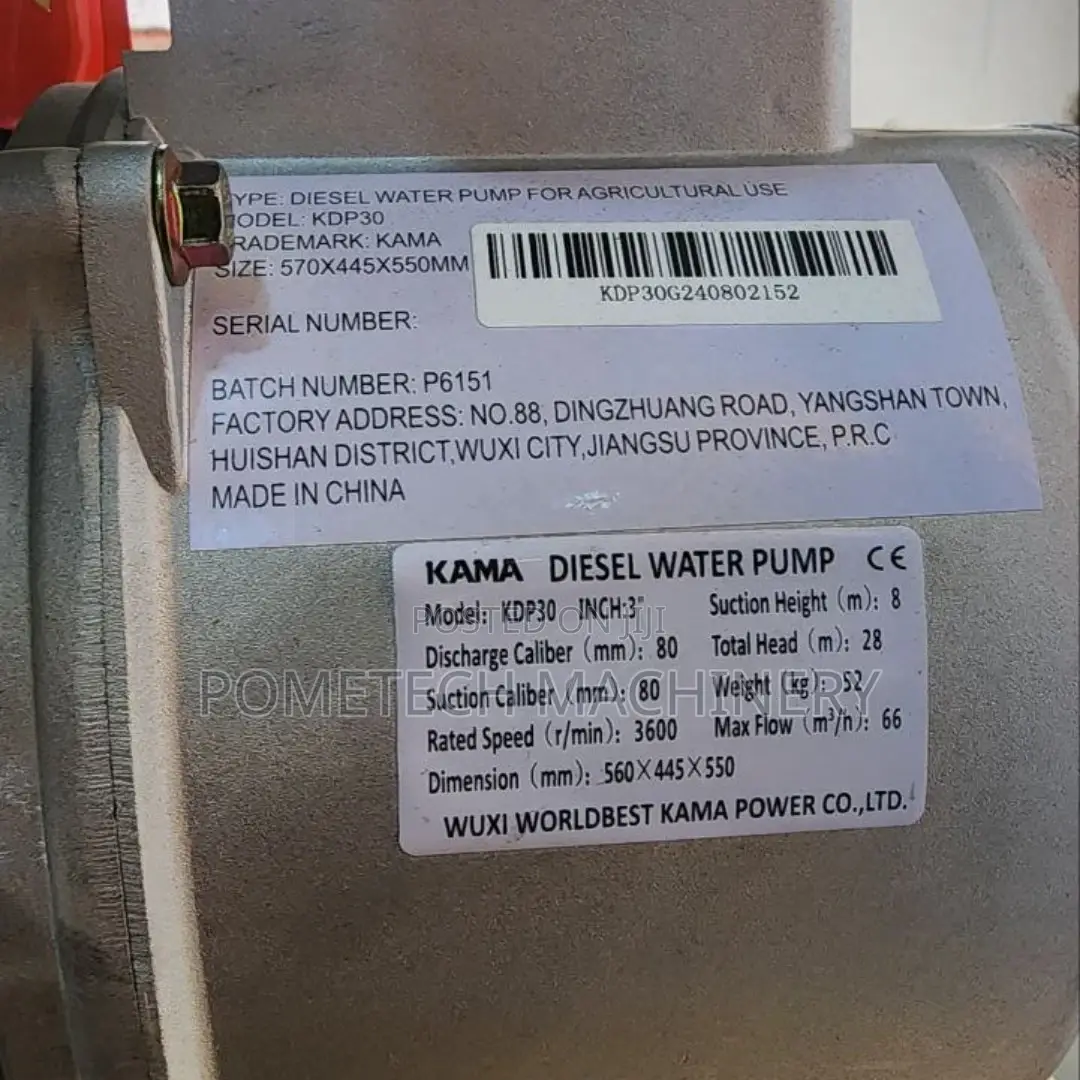 YPE: DIESEL WATER PUMP FOR AGRICULTURAL USE
ODEL: KDP30
RADEMARK: KAMA
SIZE: 570X445X550MM
KDP30G240802152
SERIAL NUMBER:
BATCH NUMBER: P6151
FACTORY ADDRESS: NO.88, DINGZHUANG ROAD, YANGSHAN TOWN,
HUISHAN DISTRICT,WUXI CITY,JIANGSU PROVINCE, P.R.C
MADE IN CHINA
KAMA DIESEL WATER PUMP CE
Model: KDP30 INCH:3" Suction Height (m): 8
POSTED ON JIJI
Discharge Caliber (mm): 80 Total Head (m): 28
POMETECH MACHINERY
Suction Caliber (mm): 80 Weight (kg): 52
Rated Speed (r/min): 3600 Max Flow (m³/h): 66
Dimension (mm): 560×445×550
WUXI WORLDBEST KAMA POWER CO.,LTD.